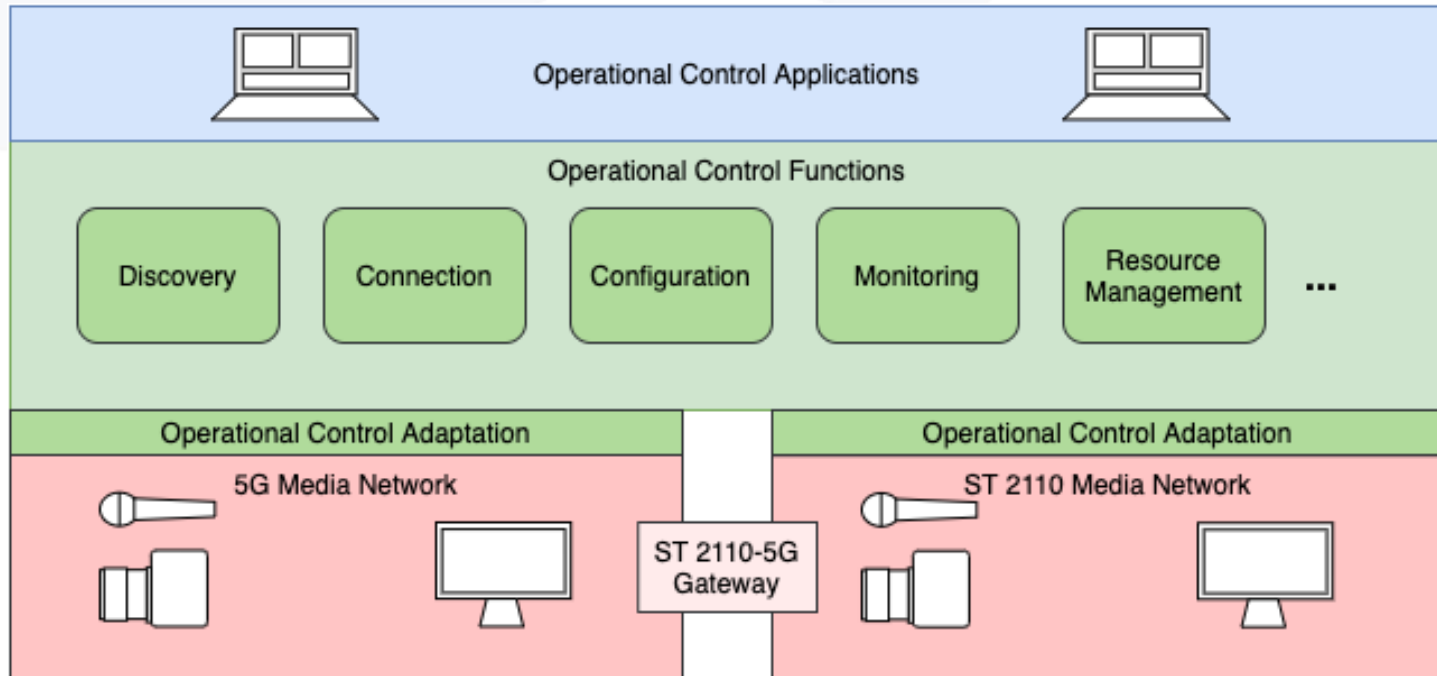 Operational Control Applications
Operational Control Functions
Discovery
Connection
Configuration
Monitoring
Resource
Management
...
Operational Control Adaptation
Operational Control Adaptation
5G Media Network
ST 2110 Media Network
ST 2110-5G
Gateway